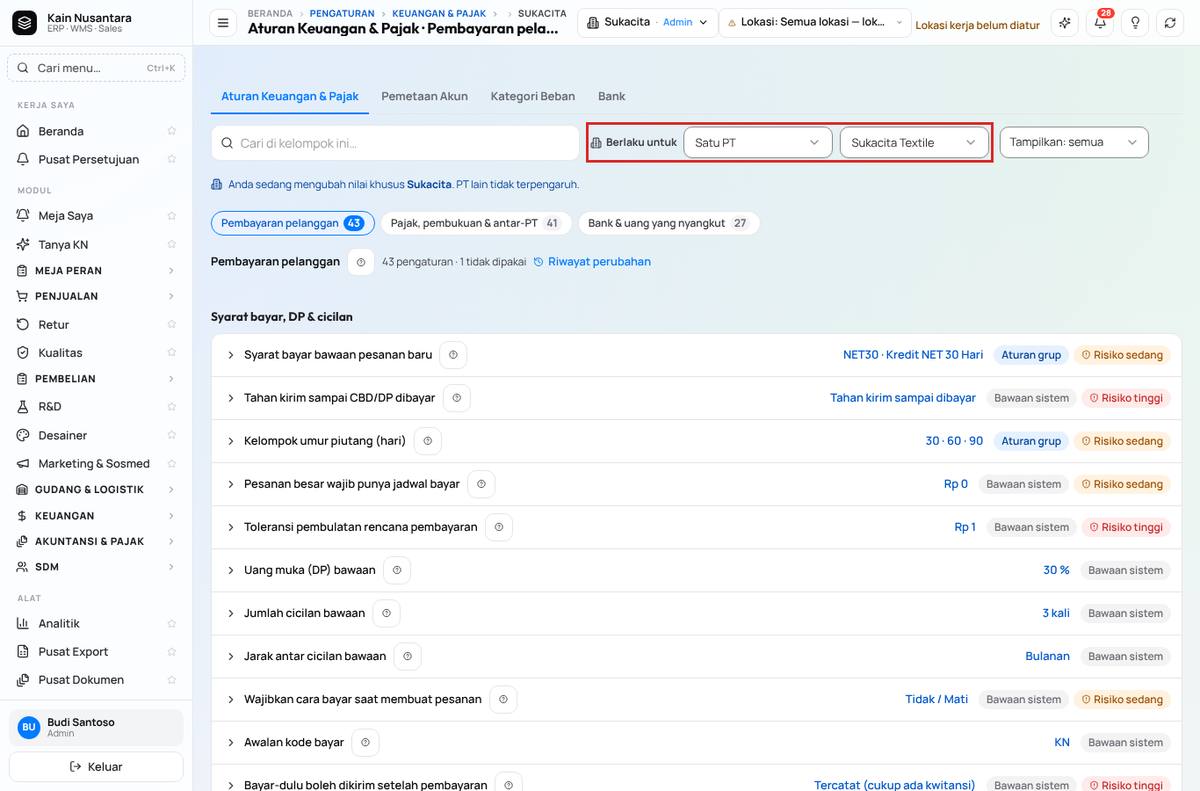 Kain Nusantara
ERP · WMS · Sales
Cari menu... Ctrl+K
KERJA SAYA
Beranda
Pusat Persetujuan
MODUL
Meja Saya
Tanya KN
MEJA PERAN
PENJUALAN
Retur
Kualitas
PEMBELIAN
R&D
Desainer
Marketing & Sosmed
GUDANG & LOGISTIK
KEUANGAN
AKUNTANSI & PAJAK
SDM
ALAT
Analitik
Pusat Export
Pusat Dokumen
BU Budi Santoso
Admin
Keluar
BERANDA > PENGATURAN > KEUANGAN & PAJAK > > SUKACITA
Aturan Keuangan & Pajak · Pembayaran pela...
Sukacita · Admin
Lokasi: Semua lokasi — lok...
Lokasi kerja belum diatur
28
Aturan Keuangan & Pajak Pemetaan Akun Kategori Beban Bank
Cari di kelompok ini...
Berlaku untuk Satu PT Sukacita Textile
Tampilkan: semua
Anda sedang mengubah nilai khusus Sukacita. PT lain tidak terpengaruh.
Pembayaran pelanggan 43 Pajak, pembukuan & antar-PT 41 Bank & uang yang nyangkut 27
Pembayaran pelanggan 43 pengaturan · 1 tidak dipakai Riwayat perubahan
Syarat bayar, DP & cicilan
Syarat bayar bawaan pesanan baru NET30 · Kredit NET 30 Hari Aturan grup Risiko sedang
Tahan kirim sampai CBD/DP dibayar Tahan kirim sampai dibayar Bawaan sistem Risiko tinggi
Kelompok umur piutang (hari) 30 · 60 · 90 Aturan grup Risiko sedang
Pesanan besar wajib punya jadwal bayar Rp 0 Bawaan sistem Risiko sedang
Toleransi pembulatan rencana pembayaran Rp 1 Bawaan sistem Risiko tinggi
Uang muka (DP) bawaan 30 % Bawaan sistem
Jumlah cicilan bawaan 3 kali Bawaan sistem
Jarak antar cicilan bawaan Bulanan Bawaan sistem
Wajibkan cara bayar saat membuat pesanan Tidak / Mati Bawaan sistem Risiko sedang
Awalan kode bayar KN Bawaan sistem
Bayar-dulu boleh dikirim setelah pembayaran Tercatat (cukup ada kwitansi) Bawaan sistem Risiko tinggi